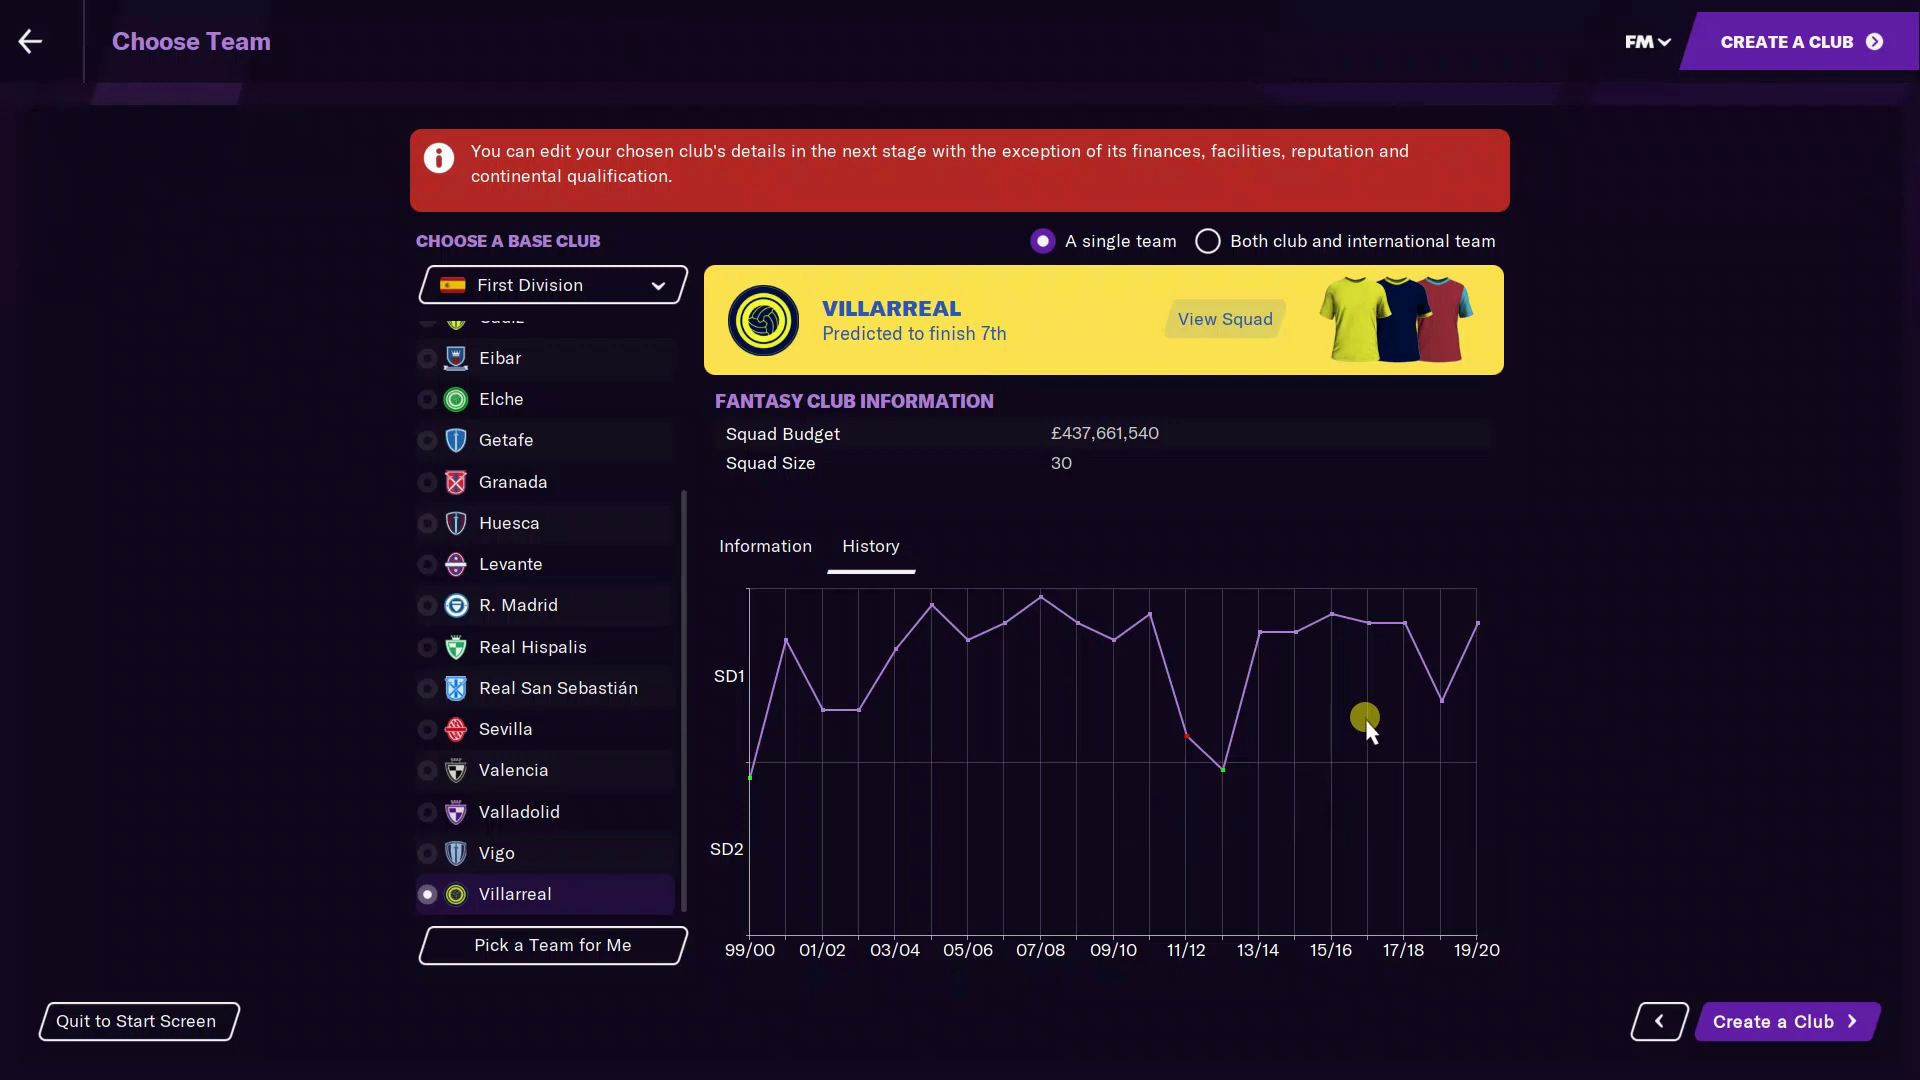 Choose Team
FM
CREATE A CLUB
You can edit your chosen club's details in the next stage with the exception of its finances, facilities, reputation and
continental qualification.
CHOOSE A BASE CLUB
A single team
Both club and international team
First Division
Cádiz
Eibar
Elche
Getafe
Granada
Huesca
Levante
R. Madrid
Real Hispalis
Real San Sebastián
Sevilla
Valencia
Valladolid
Vigo
Villarreal
Pick a Team for Me
VILLARREAL
Predicted to finish 7th
View Squad
FANTASY CLUB INFORMATION
Squad Budget £437,661,540
Squad Size 30
Information History
SD1
SD2
99/00 01/02 03/04 05/06 07/08 09/10 11/12 13/14 15/16 17/18 19/20
Quit to Start Screen
Create a Club